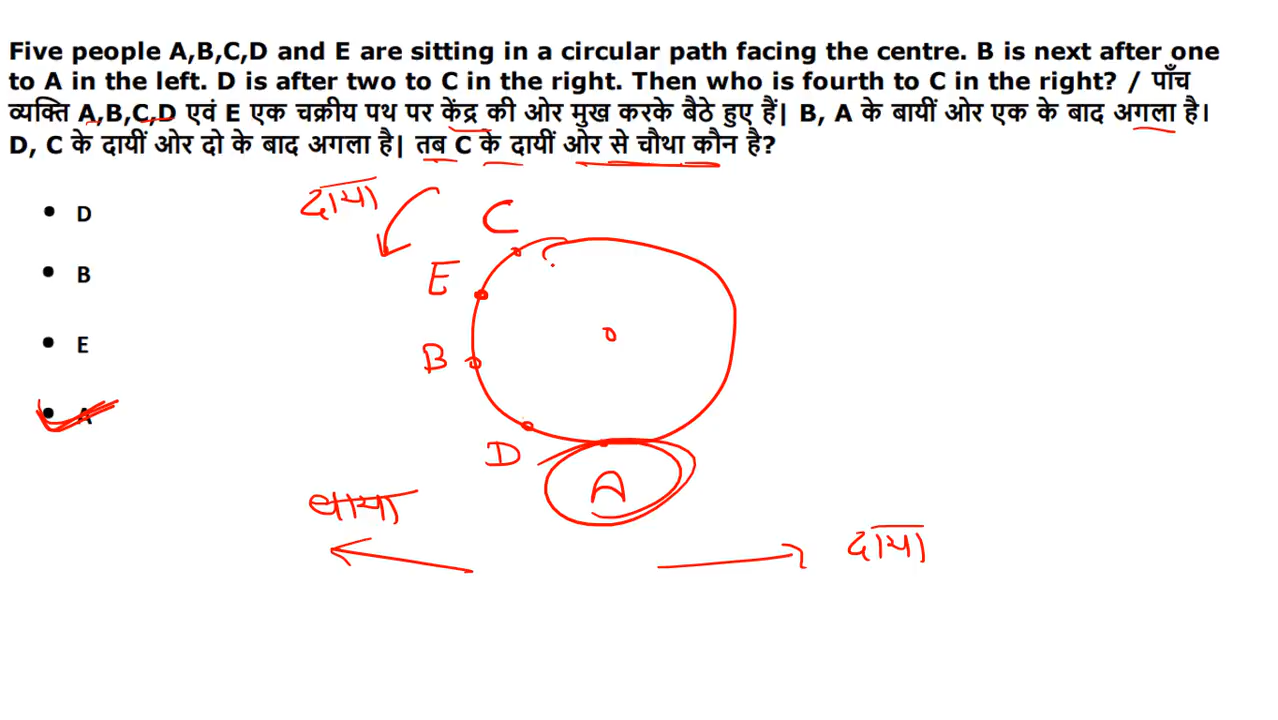 Five people A,B,C,D and E are sitting in a circular path facing the centre. B is next after one
to A in the left. D is after two to C in the right. Then who is fourth to C in the right? / पाँच
व्यक्ति A,B,C,D एवं E एक चक्रीय पथ पर केंद्र की ओर मुख करके बैठे हुए हैं| B, A के बायीं ओर एक के बाद अगला है।
D, C के दायीं ओर दो के बाद अगला है| तब C के दायीं ओर से चौथा कौन है?
दाया
C
D
E
B
B
E
A
D
A
बाया
दाया